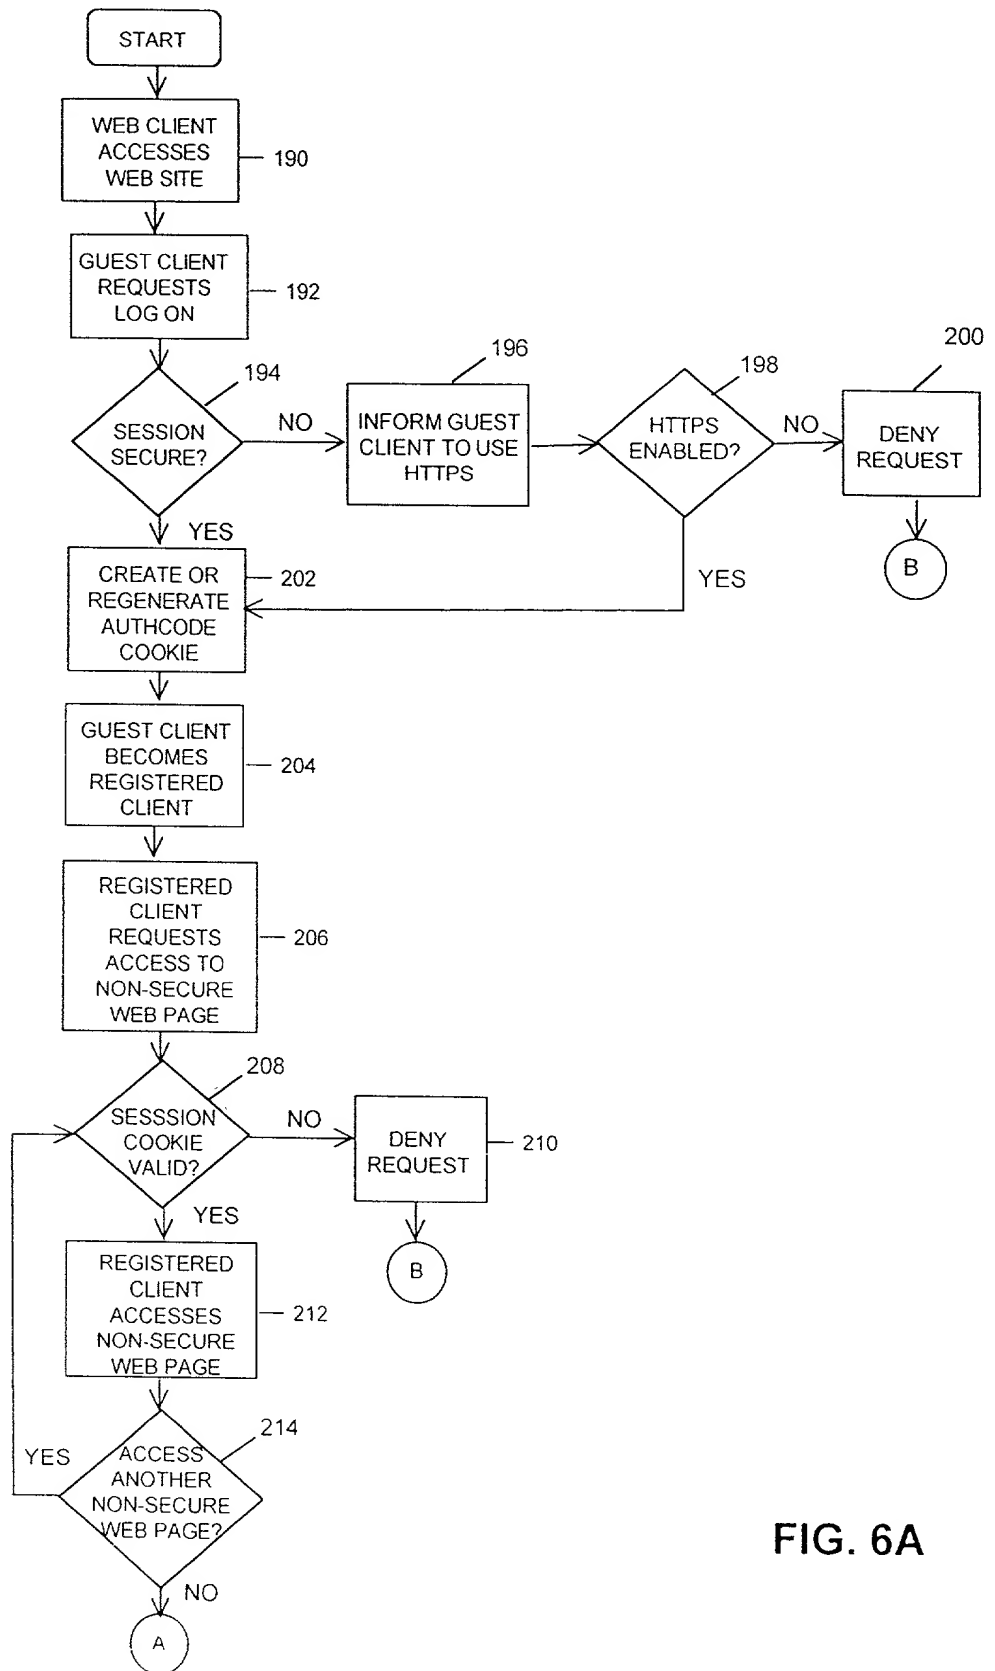 START
WEB CLIENT
ACCESSES
WEB SITE
190
GUEST CLIENT
REQUESTS
LOG ON
192
194
SESSION
SECURE?
NO
YES
196
INFORM GUEST
CLIENT TO USE
HTTPS
198
HTTPS
ENABLED?
NO
YES
200
DENY
REQUEST
B
CREATE OR
REGENERATE
AUTHCODE
COOKIE
202
GUEST CLIENT
BECOMES
REGISTERED
CLIENT
204
REGISTERED
CLIENT
REQUESTS
ACCESS TO
NON-SECURE
WEB PAGE
206
208
SESSSION
COOKIE
VALID?
NO
YES
DENY
REQUEST
210
B
REGISTERED
CLIENT
ACCESSES
NON-SECURE
WEB PAGE
212
214
ACCESS
ANOTHER
NON-SECURE
WEB PAGE?
YES
NO
A
FIG. 6A